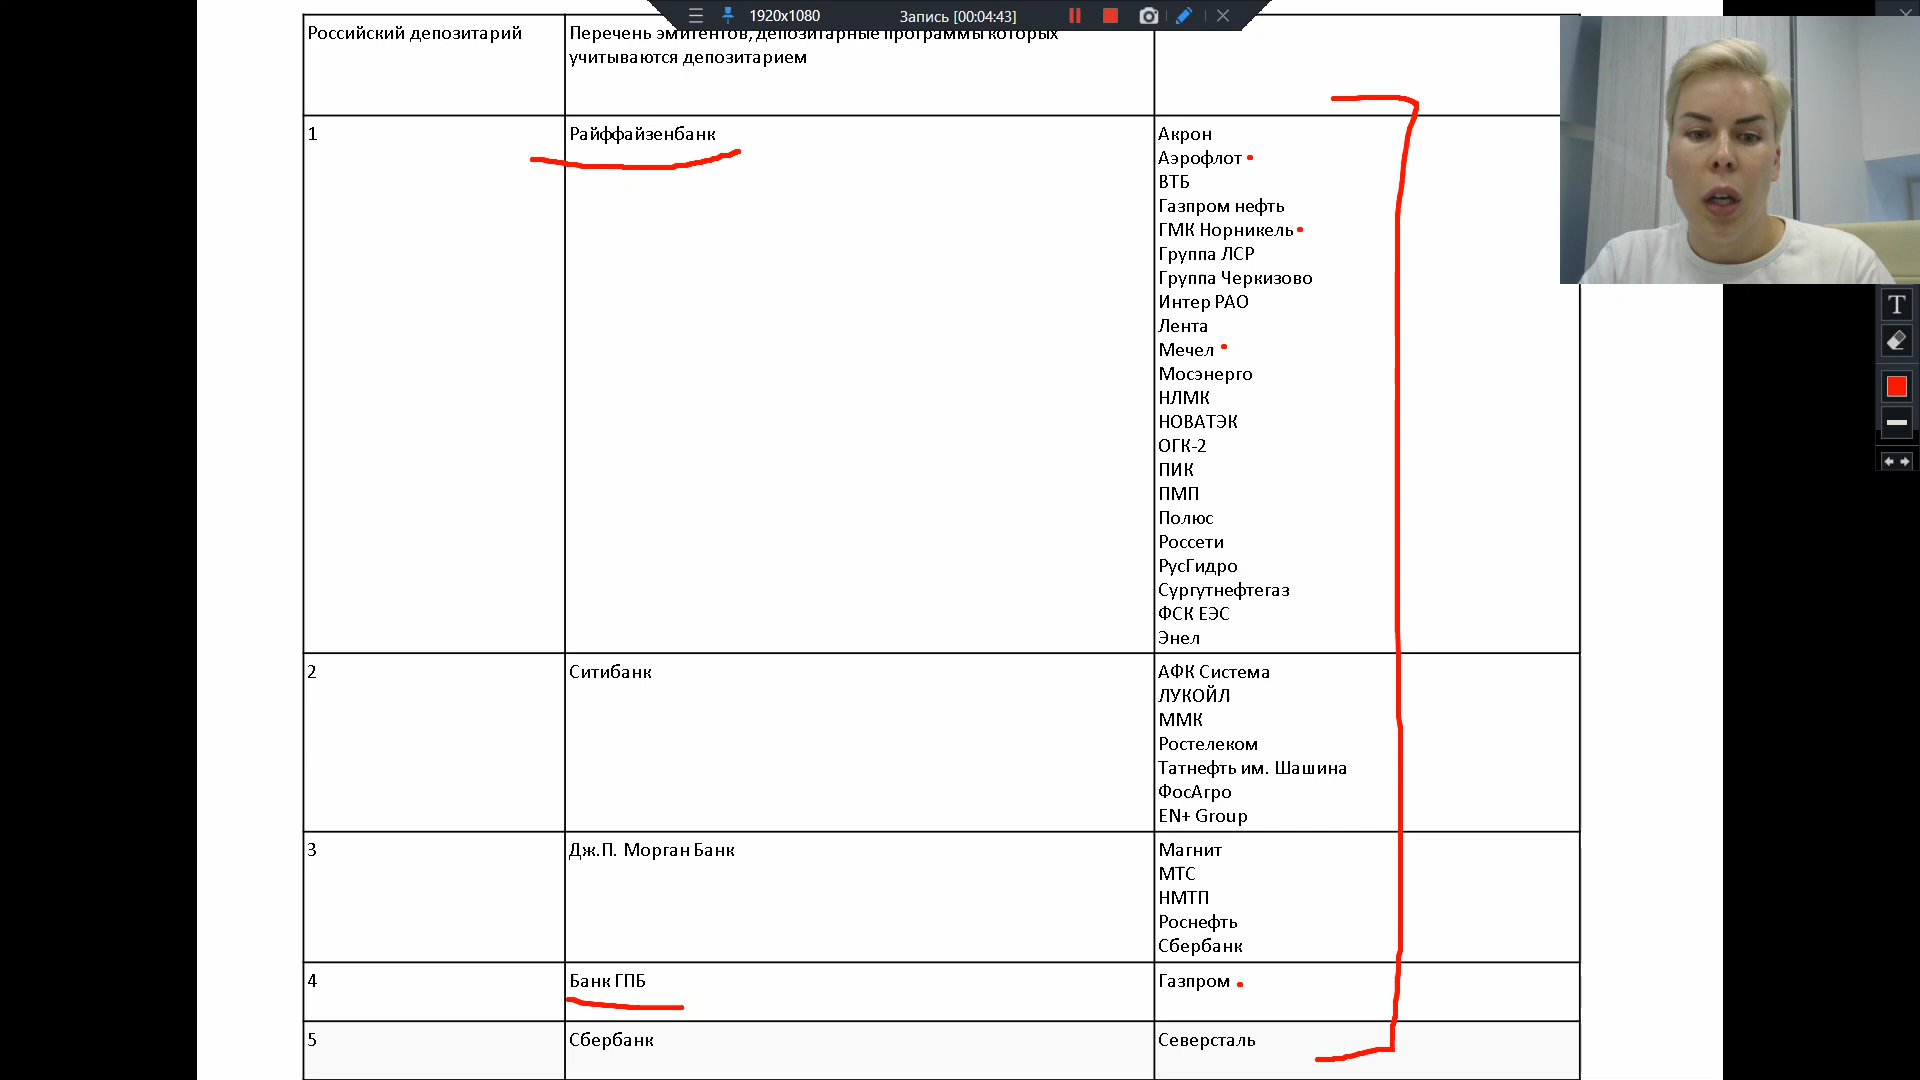 1920x1080
Запись [00:04:43]
Российский депозитарий
Перечень эмитентов, депозитарные программы которых
учитываются депозитарием
1
Райффайзенбанк
Акрон
Аэрофлот
ВТБ
Газпром нефть
ГМК Норникель
Группа ЛСР
Группа Черкизово
Интер РАО
Лента
Мечел
Мосэнерго
НЛМК
НОВАТЭК
ОГК-2
ПИК
ПМП
Полюс
Россети
РусГидро
Сургутнефтегаз
ФСК ЕЭС
Энел
2
Ситибанк
АФК Система
ЛУКОЙЛ
ММК
Ростелеком
Татнефть им. Шашина
ФосАгро
EN+ Group
3
Дж.П. Морган Банк
Магнит
МТС
НМТП
Роснефть
Сбербанк
4
Банк ГПБ
Газпром
5
Сбербанк
Северсталь
T